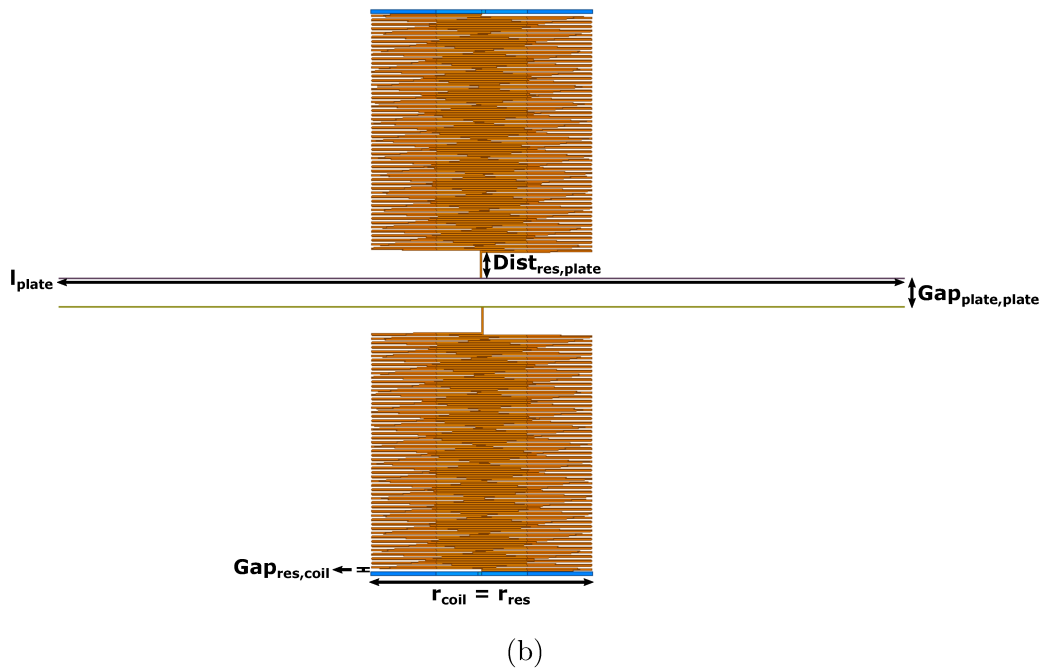 Dist_res,plate
l_plate
Gap_plate,plate
Gap_res,coil
r_coil = r_res
(b)